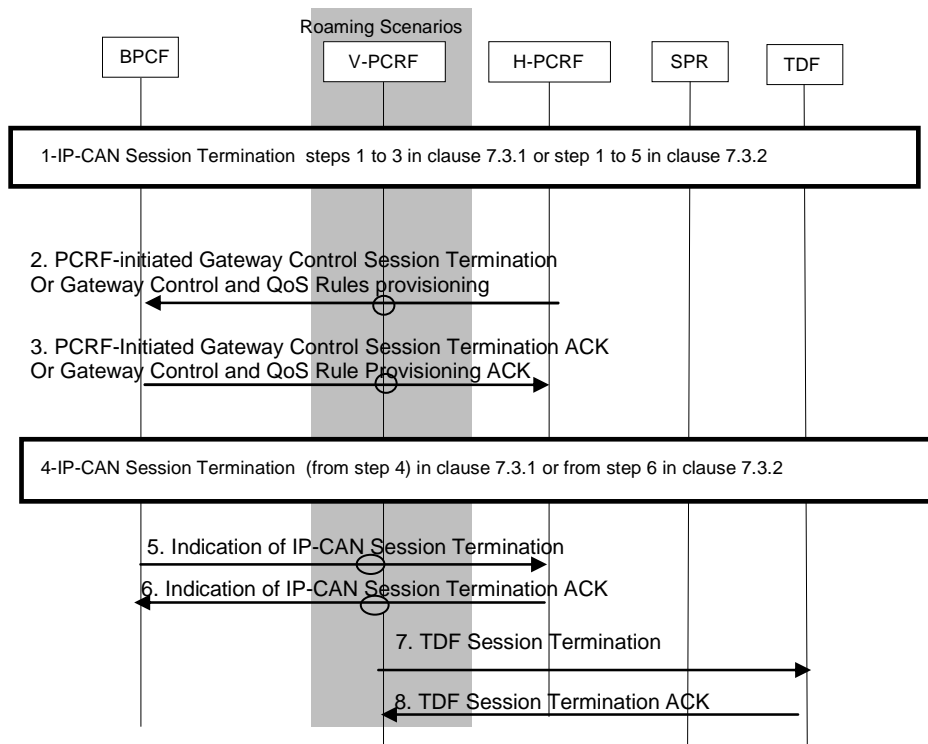 Roaming Scenarios
BPCF
V-PCRF
H-PCRF
SPR
TDF
1-IP-CAN Session Termination steps 1 to 3 in clause 7.3.1 or step 1 to 5 in clause 7.3.2
2. PCRF-initiated Gateway Control Session Termination
Or Gateway Control and QoS Rules provisioning
3. PCRF-Initiated Gateway Control Session Termination ACK
Or Gateway Control and QoS Rule Provisioning ACK
4-IP-CAN Session Termination (from step 4) in clause 7.3.1 or from step 6 in clause 7.3.2
5. Indication of IP-CAN Session Termination
6. Indication of IP-CAN Session Termination ACK
7. TDF Session Termination
8. TDF Session Termination ACK